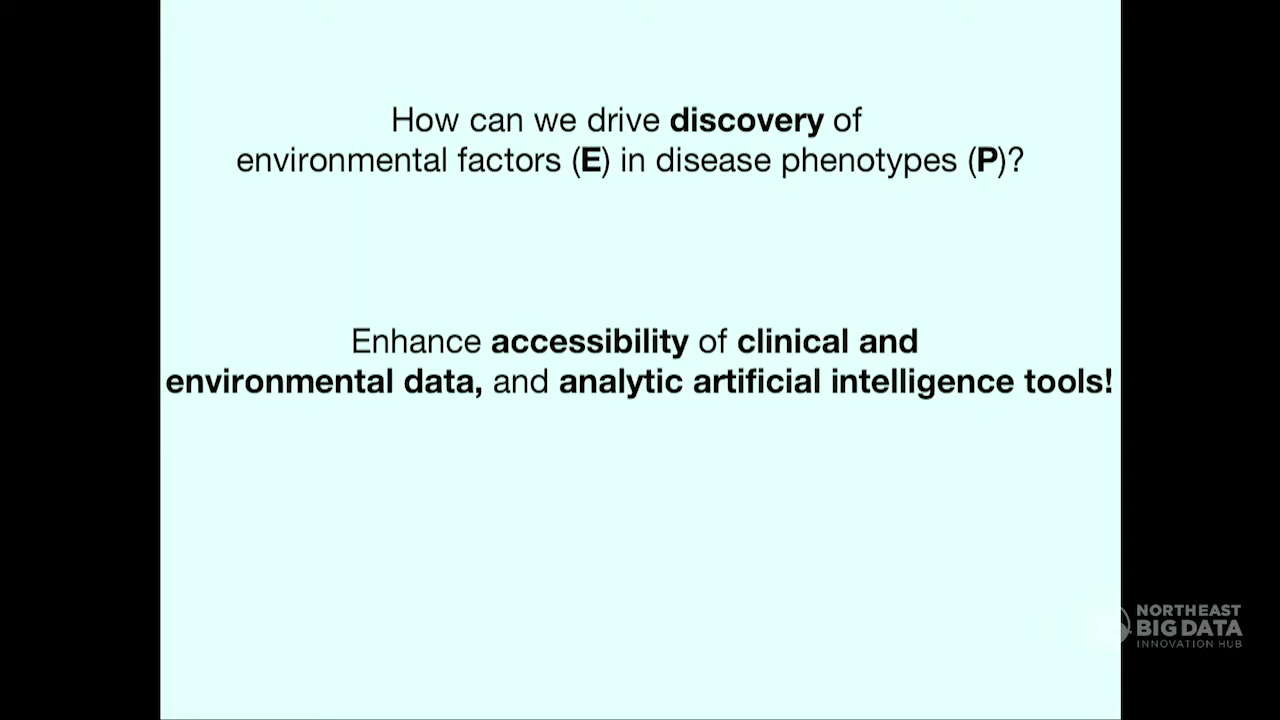 How can we drive discovery of
environmental factors (E) in disease phenotypes (P)?
Enhance accessibility of clinical and
environmental data, and analytic artificial intelligence tools!
NORTHEAST
BIG DATA
INNOVATION HUB